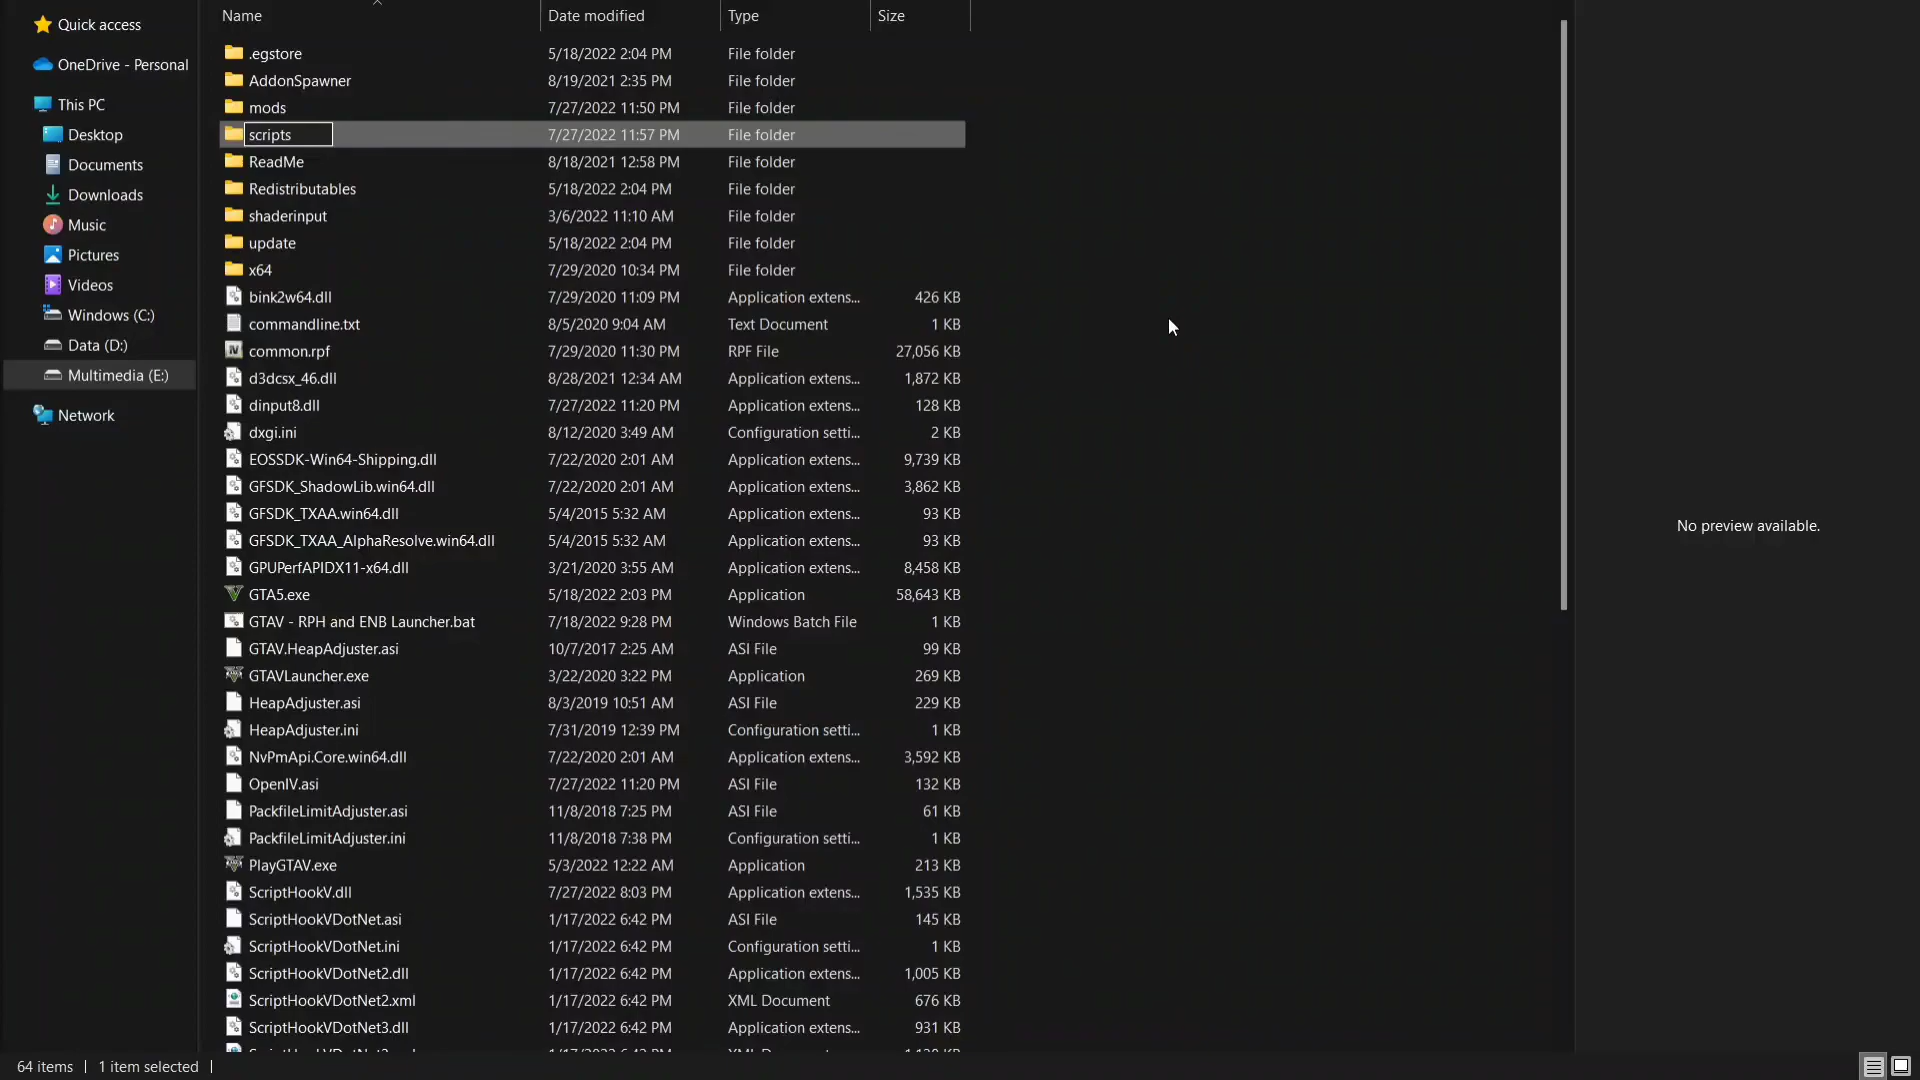 Name Date modified Type Size
Quick access
OneDrive - Personal
This PC
Desktop
Documents
Downloads
Music
Pictures
Videos
Windows (C:)
Data (D:)
Multimedia (E:)
Network
.egstore 5/18/2022 2:04 PM File folder
AddonSpawner 8/19/2021 2:35 PM File folder
mods 7/27/2022 11:50 PM File folder
scripts 7/27/2022 11:57 PM File folder
ReadMe 8/18/2021 12:58 PM File folder
Redistributables 5/18/2022 2:04 PM File folder
shaderinput 3/6/2022 11:10 AM File folder
update 5/18/2022 2:04 PM File folder
x64 7/29/2020 10:34 PM File folder
bink2w64.dll 7/29/2020 11:09 PM Application extens... 426 KB
commandline.txt 8/5/2020 9:04 AM Text Document 1 KB
common.rpf 7/29/2020 11:30 PM RPF File 27,056 KB
d3dcsx_46.dll 8/28/2021 12:34 AM Application extens... 1,872 KB
dinput8.dll 7/27/2022 11:20 PM Application extens... 128 KB
dxgi.ini 8/12/2020 3:49 AM Configuration setti... 2 KB
EOSSDK-Win64-Shipping.dll 7/22/2020 2:01 AM Application extens... 9,739 KB
GFSDK_ShadowLib.win64.dll 7/22/2020 2:01 AM Application extens... 3,862 KB
GFSDK_TXAA.win64.dll 5/4/2015 5:32 AM Application extens... 93 KB
GFSDK_TXAA_AlphaResolve.win64.dll 5/4/2015 5:32 AM Application extens... 93 KB
GPUPerfAPIDX11-x64.dll 3/21/2020 3:55 AM Application extens... 8,458 KB
GTA5.exe 5/18/2022 2:03 PM Application 58,643 KB
GTAV - RPH and ENB Launcher.bat 7/18/2022 9:28 PM Windows Batch File 1 KB
GTAV.HeapAdjuster.asi 10/7/2017 2:25 AM ASI File 99 KB
GTAVLauncher.exe 3/22/2020 3:22 PM Application 269 KB
HeapAdjuster.asi 8/3/2019 10:51 AM ASI File 229 KB
HeapAdjuster.ini 7/31/2019 12:39 PM Configuration setti... 1 KB
NvPmApi.Core.win64.dll 7/22/2020 2:01 AM Application extens... 3,592 KB
OpenIV.asi 7/27/2022 11:20 PM ASI File 132 KB
PackfileLimitAdjuster.asi 11/8/2018 7:25 PM ASI File 61 KB
PackfileLimitAdjuster.ini 11/8/2018 7:38 PM Configuration setti... 1 KB
PlayGTAV.exe 5/3/2022 12:22 AM Application 213 KB
ScriptHookV.dll 7/27/2022 8:03 PM Application extens... 1,535 KB
ScriptHookVDotNet.asi 1/17/2022 6:42 PM ASI File 145 KB
ScriptHookVDotNet.ini 1/17/2022 6:42 PM Configuration setti... 1 KB
ScriptHookVDotNet2.dll 1/17/2022 6:42 PM Application extens... 1,005 KB
ScriptHookVDotNet2.xml 1/17/2022 6:42 PM XML Document 676 KB
ScriptHookVDotNet3.dll 1/17/2022 6:42 PM Application extens... 931 KB
No preview available.
64 items 1 item selected